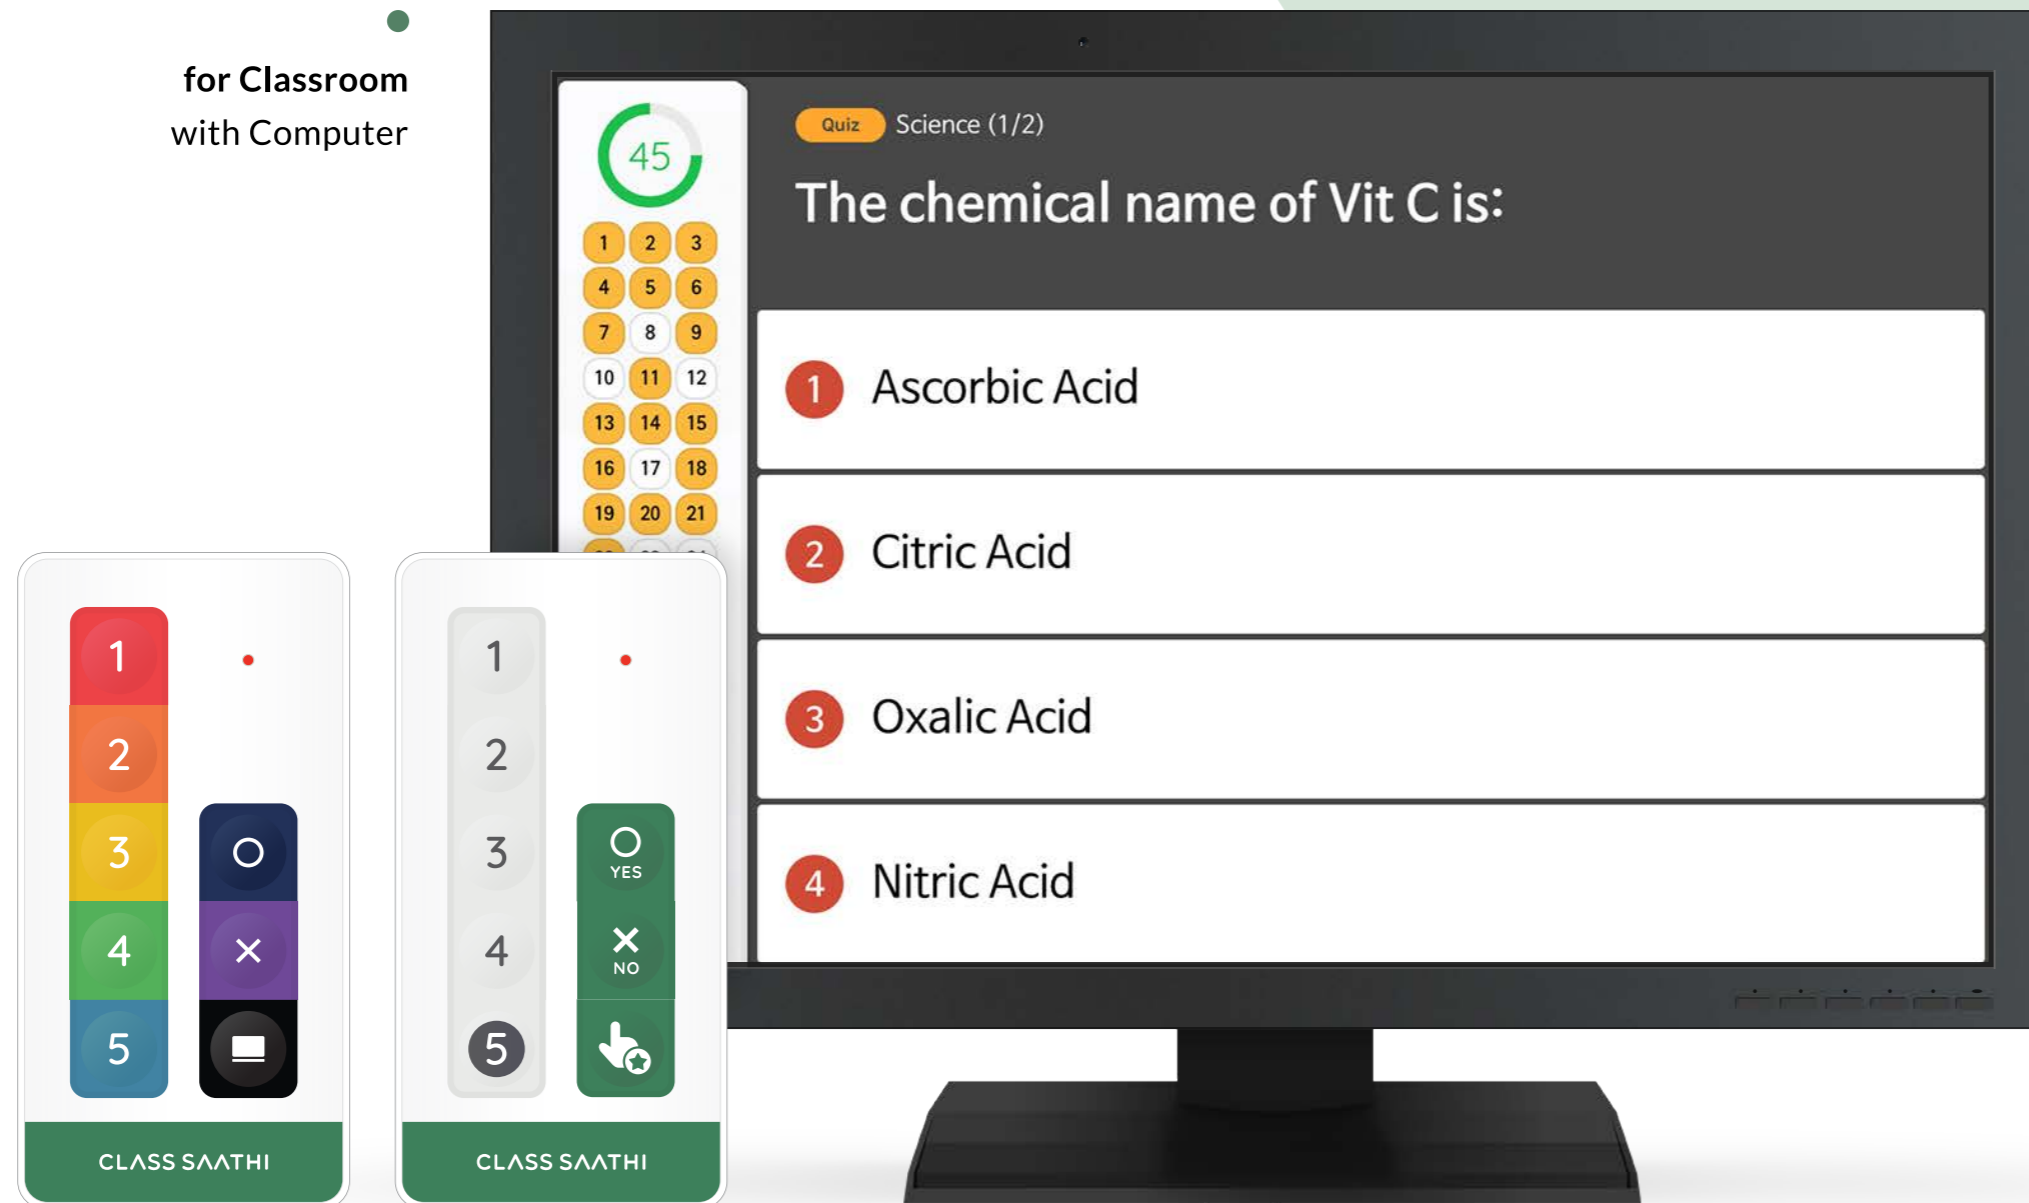 for Classroom
with Computer
45
1 2 3
4 5 6
7 8 9
10 11 12
13 14 15
16 17 18
19 20 21
Quiz Science (1/2)
The chemical name of Vit C is:
1 Ascorbic Acid
2 Citric Acid
3 Oxalic Acid
4 Nitric Acid
1
2
3
4
5
CLASS SAATHI
1
2
3
4
5
YES
NO
CLASS SAATHI